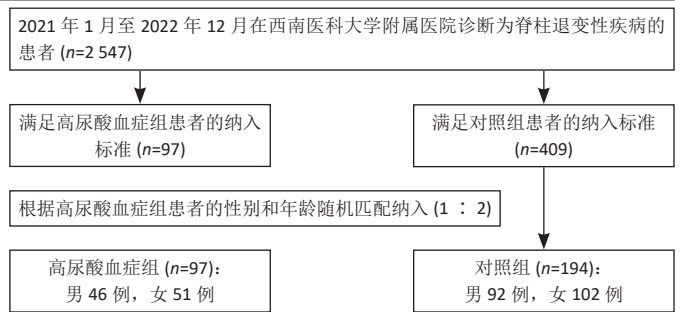 2021 年 1 月至 2022 年 12 月在西南医科大学附属医院诊断为脊柱退变性疾病的
患者 (n=2 547)
满足高尿酸血症组患者的纳入
标准 (n=97)
满足对照组患者的纳入标准
(n=409)
根据高尿酸血症组患者的性别和年龄随机匹配纳入 (1 ∶ 2)
高尿酸血症组 (n=97)：
男 46 例，女 51 例
对照组 (n=194)：
男 92 例，女 102 例